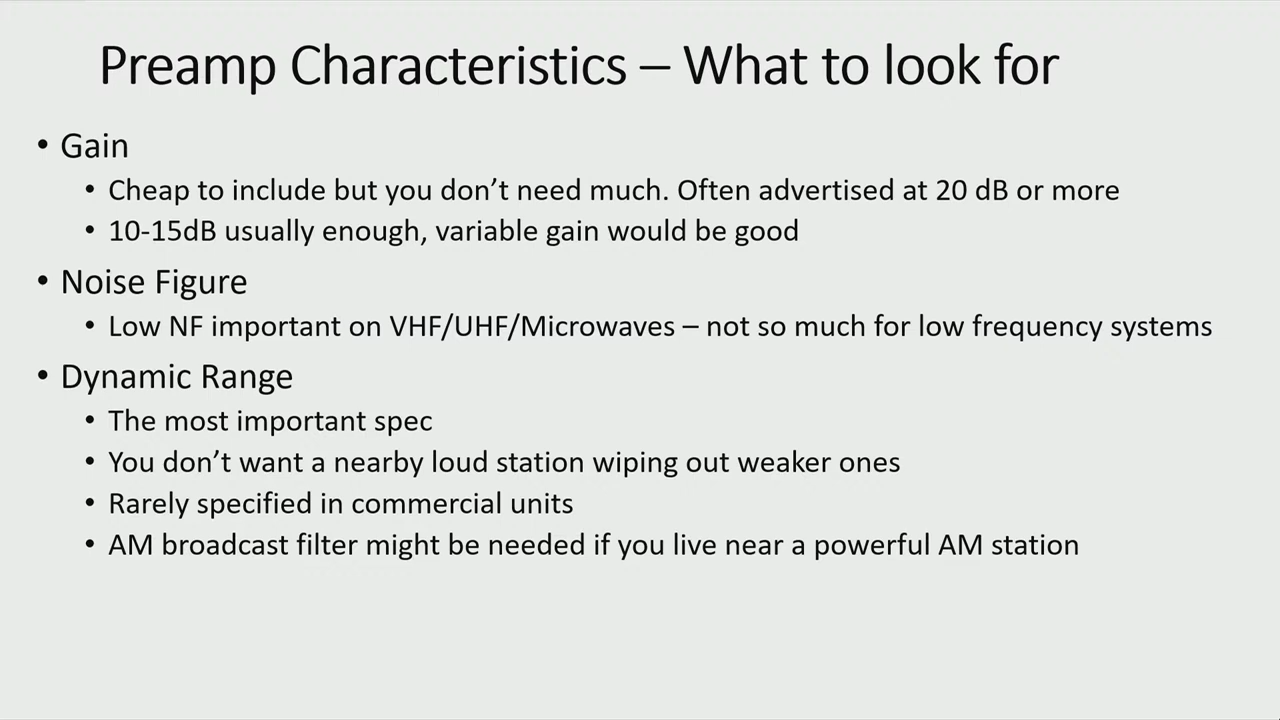 Preamp Characteristics – What to look for
• Gain
• Cheap to include but you don’t need much. Often advertised at 20 dB or more
• 10-15dB usually enough, variable gain would be good
• Noise Figure
• Low NF important on VHF/UHF/Microwaves – not so much for low frequency systems
• Dynamic Range
• The most important spec
• You don’t want a nearby loud station wiping out weaker ones
• Rarely specified in commercial units
• AM broadcast filter might be needed if you live near a powerful AM station